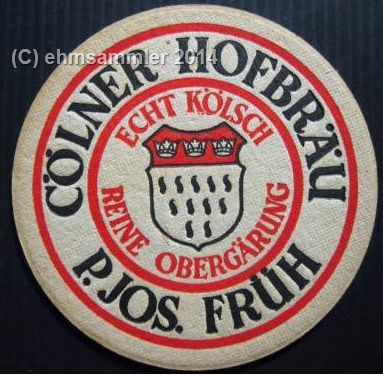 (C) ehmsammler 2014
CÖLNER HOFBRÄU
ECHT KÖLSCH
REINE OBERGÄRUNG
P. JOS. FRÜH